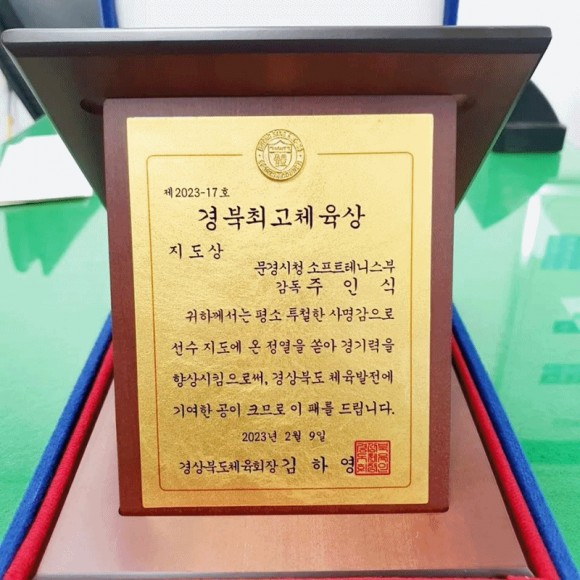 제2023-17호
경북최고체육상
지도상
문경시청 소프트테니스부
감독 주 인 식
귀하께서는 평소 투철한 사명감으로
선수 지도에 온 정열을 쏟아 경기력을
향상시킴으로써, 경상북도 체육발전에
기여한 공이 크므로 이 패를 드립니다.
2023년 2월 9일
경상북도체육회장 김 하 영